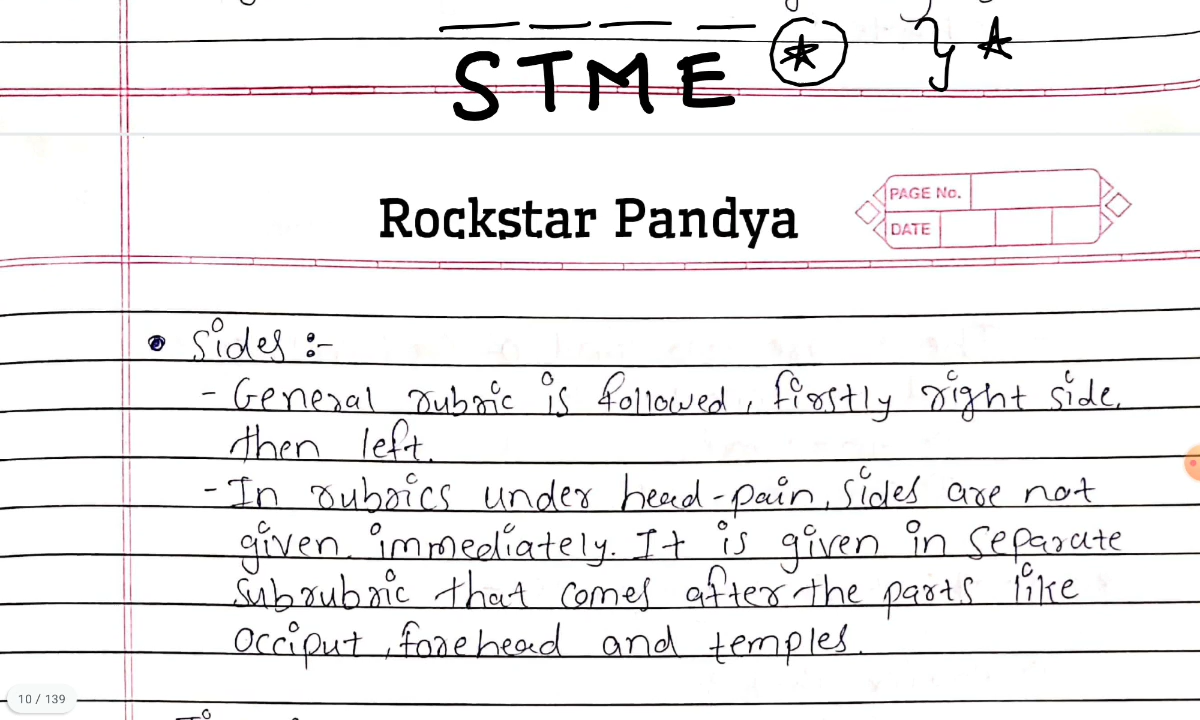 STME
Rockstar Pandya
PAGE No.
DATE
Sides :-
- General rubric is followed, firstly right side,
then left.
- In rubrics under head-pain, sides are not
given immediately. It is given in separate
subrubric that comes after the parts like
occiput, forehead and temples.
10 / 139